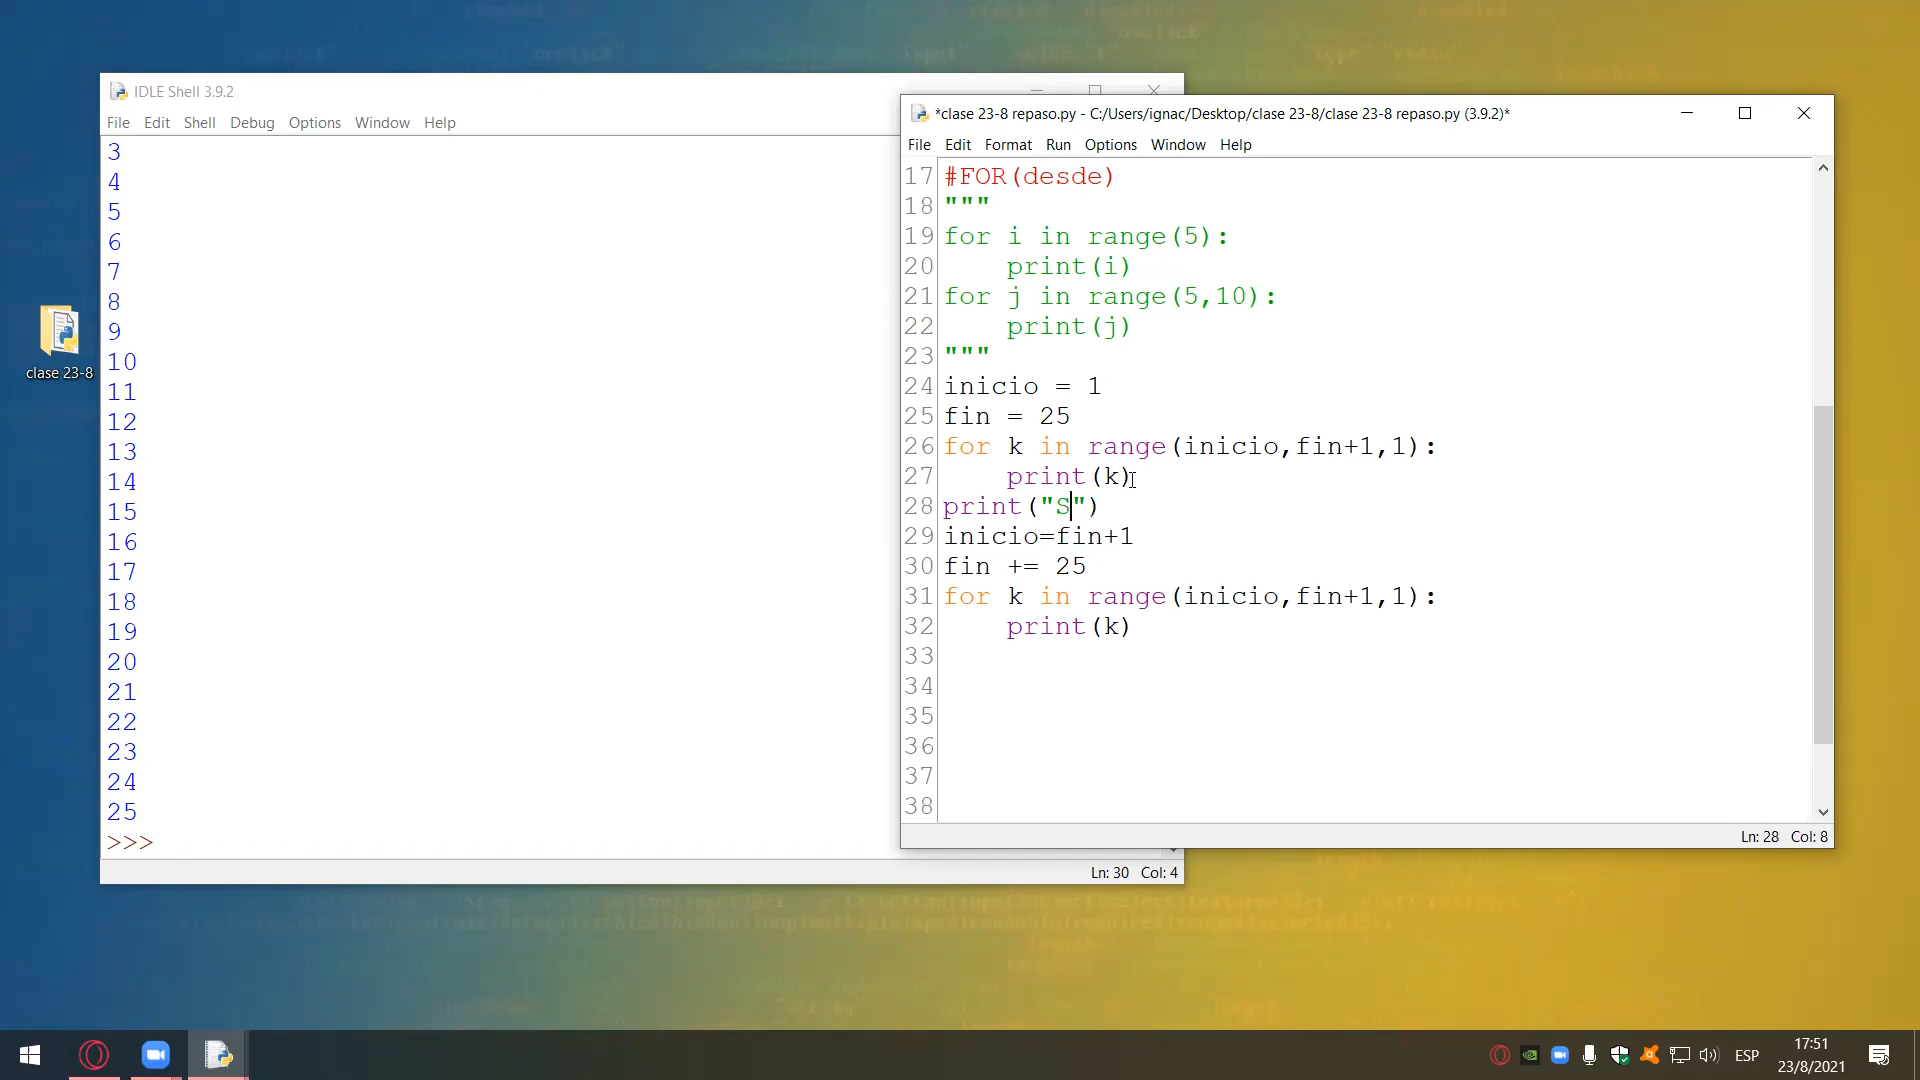 IDLE Shell 3.9.2
File Edit Shell Debug Options Window Help
3
4
5
6
7
8
9
10
11
12
13
14
15
16
17
18
19
20
21
22
23
24
25
>>>
Ln: 30 Col: 4
*clase 23-8 repaso.py - C:/Users/ignac/Desktop/clase 23-8/clase 23-8 repaso.py (3.9.2)*
File Edit Format Run Options Window Help
17 #FOR(desde)
18 """
19 for i in range(5):
20     print(i)
21 for j in range(5,10):
22     print(j)
23 """
24 inicio = 1
25 fin = 25
26 for k in range(inicio,fin+1,1):
27     print(k)
28 print("S")
29 inicio=fin+1
30 fin += 25
31 for k in range(inicio,fin+1,1):
32     print(k)
33
34
35
36
37
38
Ln: 28 Col: 8
clase 23-8
ESP
17:51
23/8/2021